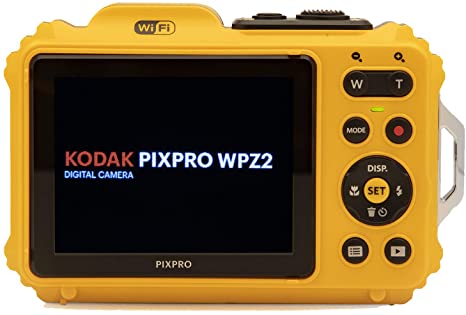 WiFi
W T
MODE
KODAK PIXPRO WPZ2
DIGITAL CAMERA
DISP.
SET
PIXPRO